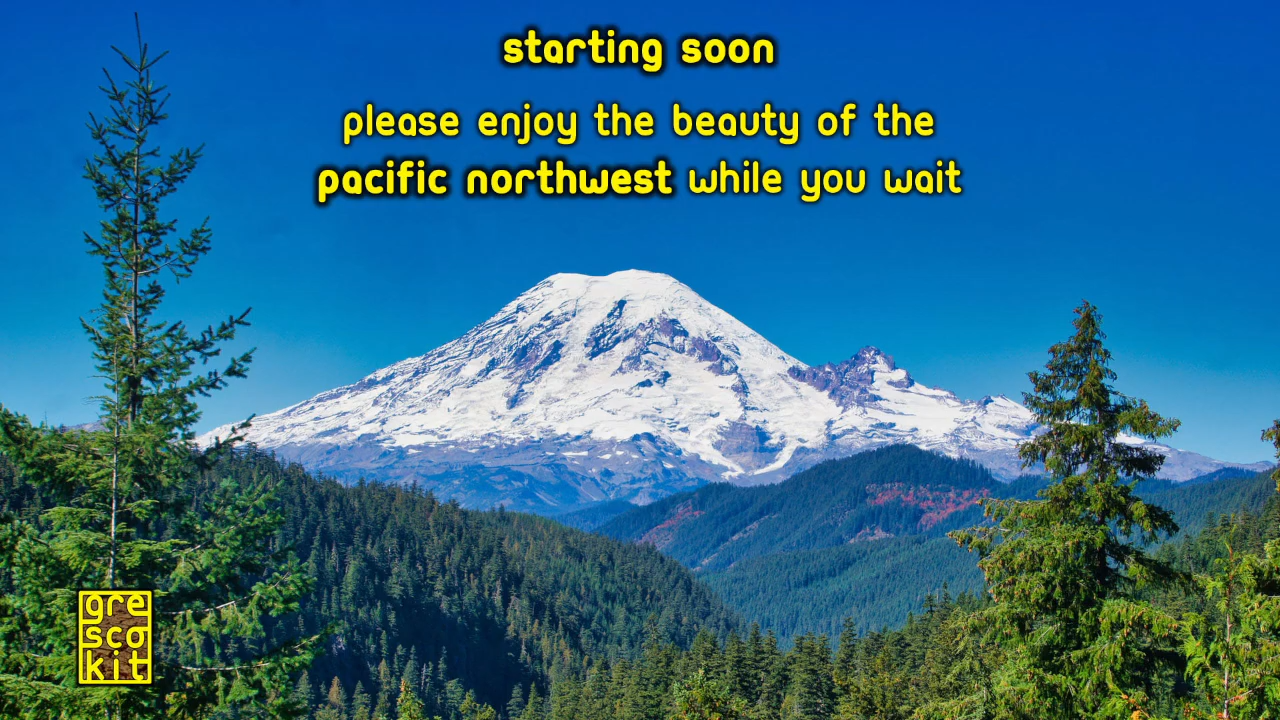 starting soon
please enjoy the beauty of the
pacific northwest while you wait
gre
sco
kit